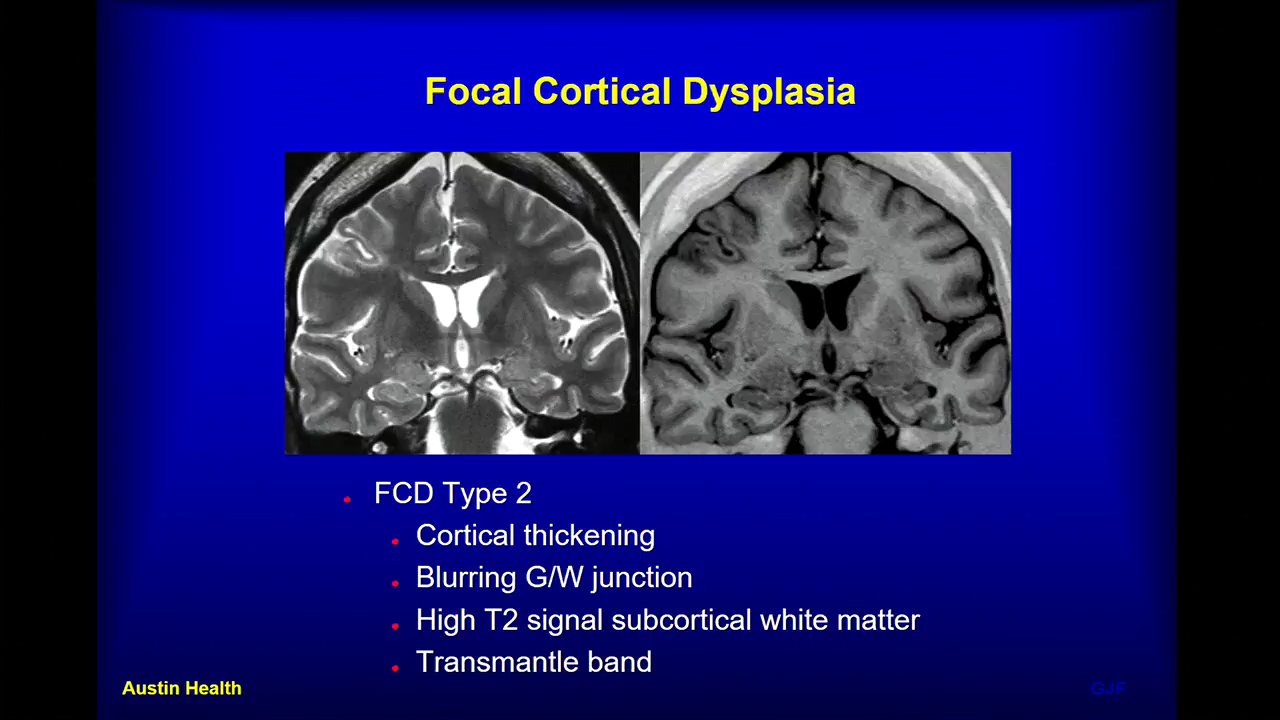 Focal Cortical Dysplasia
FCD Type 2
Cortical thickening
Blurring G/W junction
High T2 signal subcortical white matter
Transmantle band
Austin Health
GJF